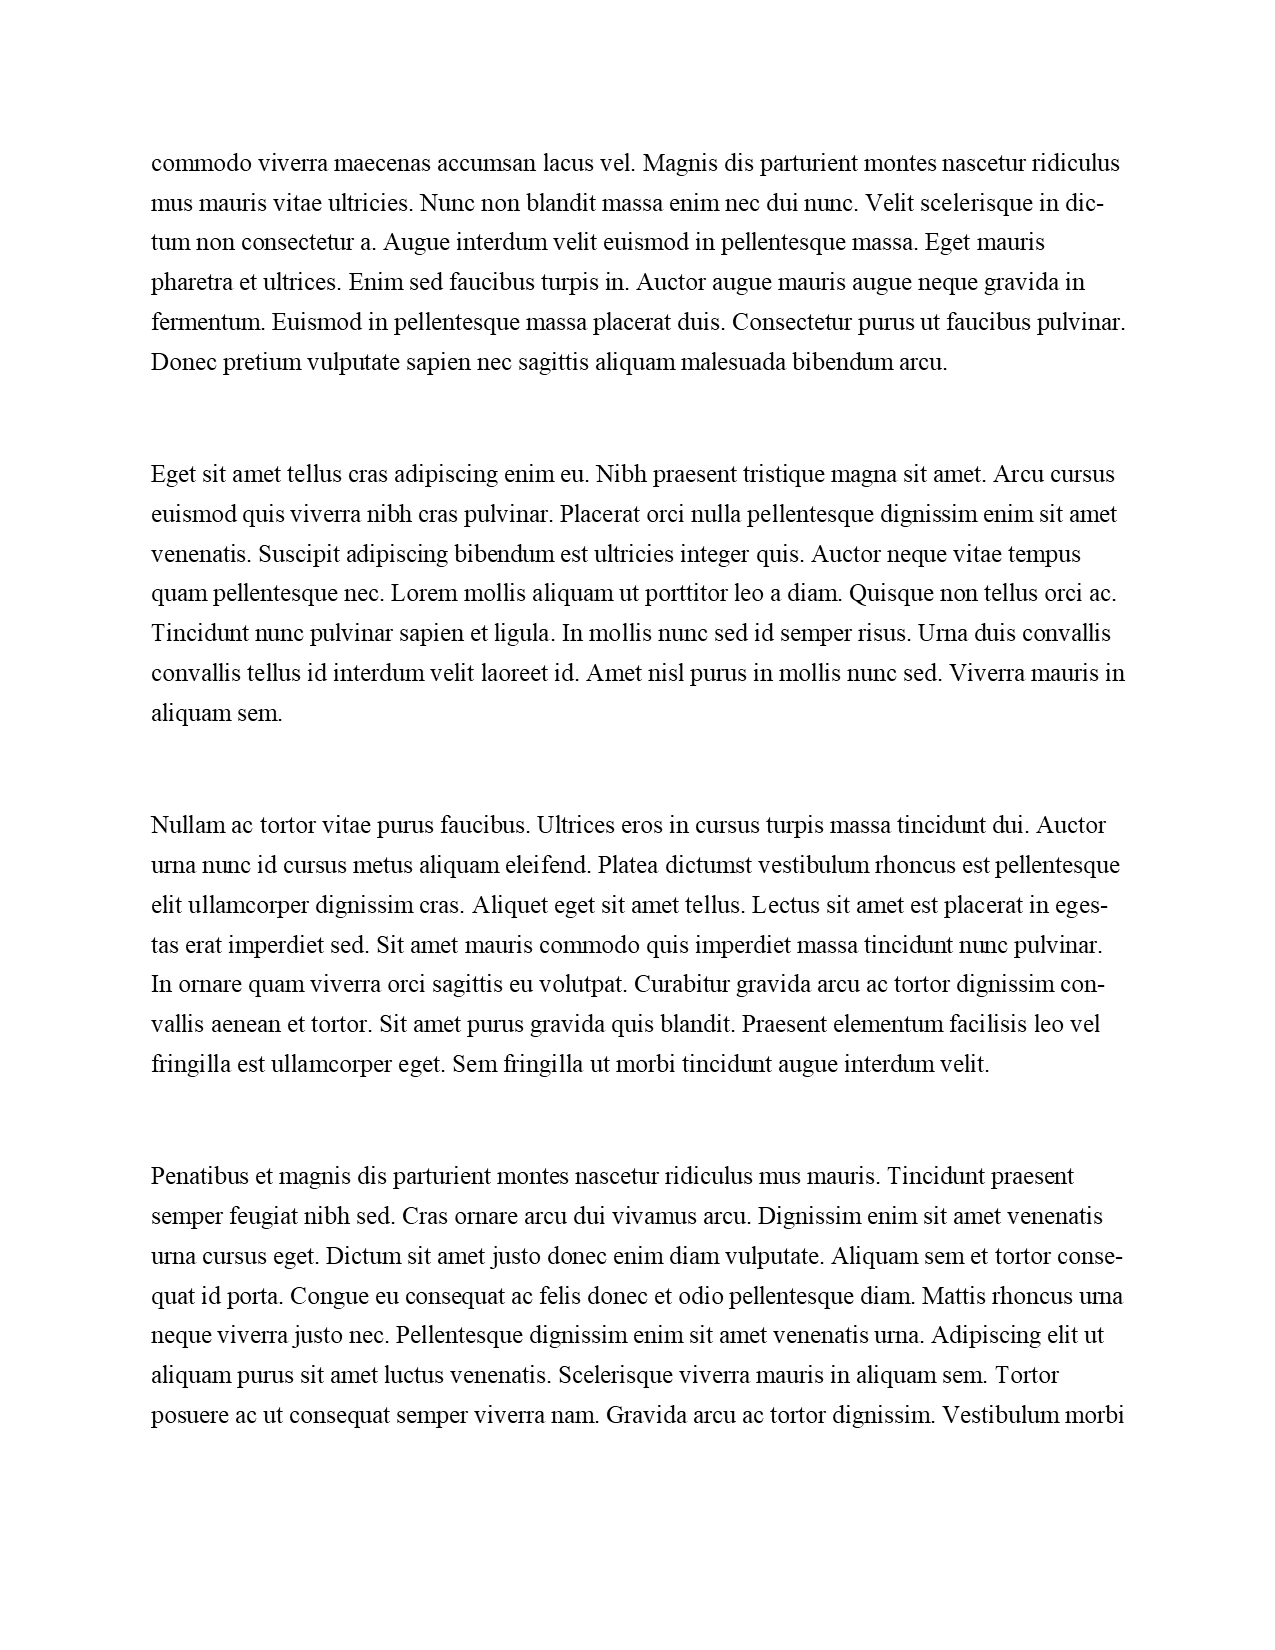 commodo viverra maecenas accumsan lacus vel. Magnis dis parturient montes nascetur ridiculus
mus mauris vitae ultricies. Nunc non blandit massa enim nec dui nunc. Velit scelerisque in dic-
tum non consectetur a. Augue interdum velit euismod in pellentesque massa. Eget mauris
pharetra et ultrices. Enim sed faucibus turpis in. Auctor augue mauris augue neque gravida in
fermentum. Euismod in pellentesque massa placerat duis. Consectetur purus ut faucibus pulvinar.
Donec pretium vulputate sapien nec sagittis aliquam malesuada bibendum arcu.
Eget sit amet tellus cras adipiscing enim eu. Nibh praesent tristique magna sit amet. Arcu cursus
euismod quis viverra nibh cras pulvinar. Placerat orci nulla pellentesque dignissim enim sit amet
venenatis. Suscipit adipiscing bibendum est ultricies integer quis. Auctor neque vitae tempus
quam pellentesque nec. Lorem mollis aliquam ut porttitor leo a diam. Quisque non tellus orci ac.
Tincidunt nunc pulvinar sapien et ligula. In mollis nunc sed id semper risus. Urna duis convallis
convallis tellus id interdum velit laoreet id. Amet nisl purus in mollis nunc sed. Viverra mauris in
aliquam sem.
Nullam ac tortor vitae purus faucibus. Ultrices eros in cursus turpis massa tincidunt dui. Auctor
urna nunc id cursus metus aliquam eleifend. Platea dictumst vestibulum rhoncus est pellentesque
elit ullamcorper dignissim cras. Aliquet eget sit amet tellus. Lectus sit amet est placerat in eges-
tas erat imperdiet sed. Sit amet mauris commodo quis imperdiet massa tincidunt nunc pulvinar.
In ornare quam viverra orci sagittis eu volutpat. Curabitur gravida arcu ac tortor dignissim con-
vallis aenean et tortor. Sit amet purus gravida quis blandit. Praesent elementum facilisis leo vel
fringilla est ullamcorper eget. Sem fringilla ut morbi tincidunt augue interdum velit.
Penatibus et magnis dis parturient montes nascetur ridiculus mus mauris. Tincidunt praesent
semper feugiat nibh sed. Cras ornare arcu dui vivamus arcu. Dignissim enim sit amet venenatis
urna cursus eget. Dictum sit amet justo donec enim diam vulputate. Aliquam sem et tortor conse-
quat id porta. Congue eu consequat ac felis donec et odio pellentesque diam. Mattis rhoncus urna
neque viverra justo nec. Pellentesque dignissim enim sit amet venenatis urna. Adipiscing elit ut
aliquam purus sit amet luctus venenatis. Scelerisque viverra mauris in aliquam sem. Tortor
posuere ac ut consequat semper viverra nam. Gravida arcu ac tortor dignissim. Vestibulum morbi